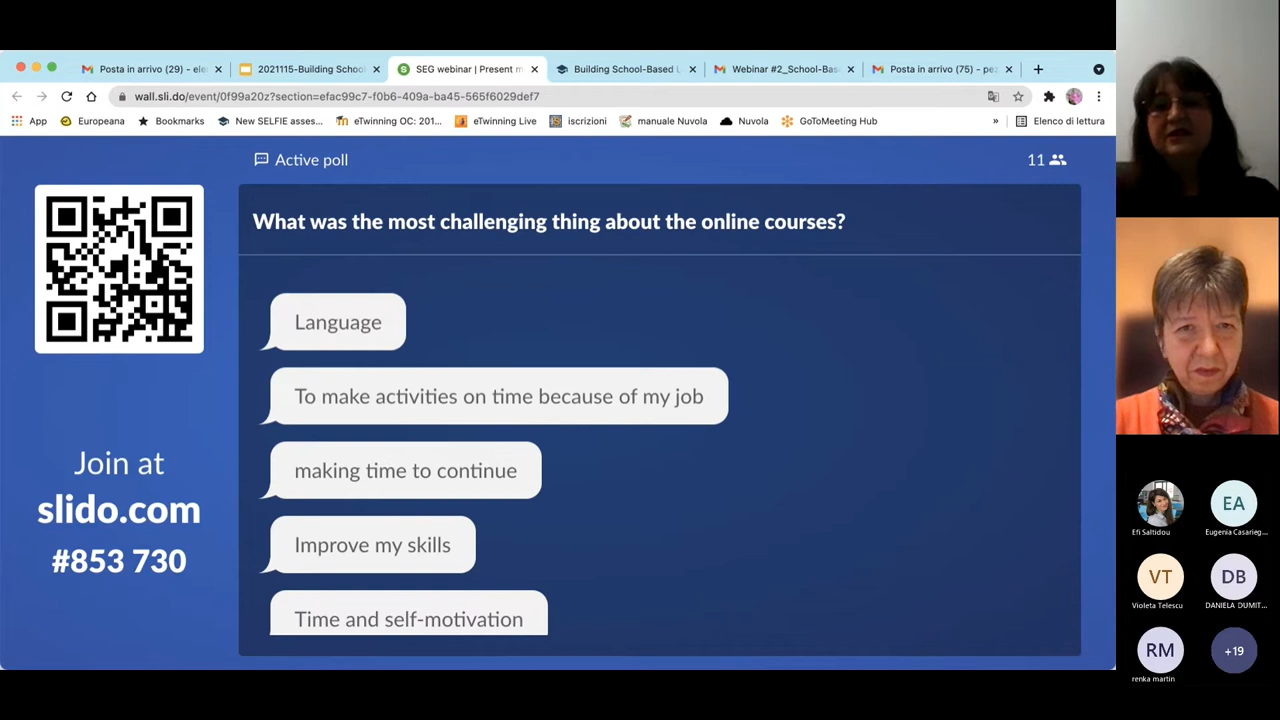 Posta in arrivo (29) - ele
2021115-Building School
SEG webinar | Present m
Building School-Based L
Webinar #2_School-Bas
Posta in arrivo (75) - pez
wall.sli.do/event/0f99a20z?section=efac99c7-f0b6-409a-ba45-565f6029def7
App
Europeana
Bookmarks
New SELFIE asses...
eTwinning OC: 201...
eTwinning Live
iscrizioni
manuale Nuvola
Nuvola
GoToMeeting Hub
»
Elenco di lettura
Active poll
11
What was the most challenging thing about the online courses?
Language
To make activities on time because of my job
making time to continue
Improve my skills
Time and self-motivation
Join at
slido.com
#853 730
Efi Saltidou
EA
Eugenia Casarieg...
VT
Violeta Telescu
DB
DANIELA DUMIT...
RM
renka martin
+19